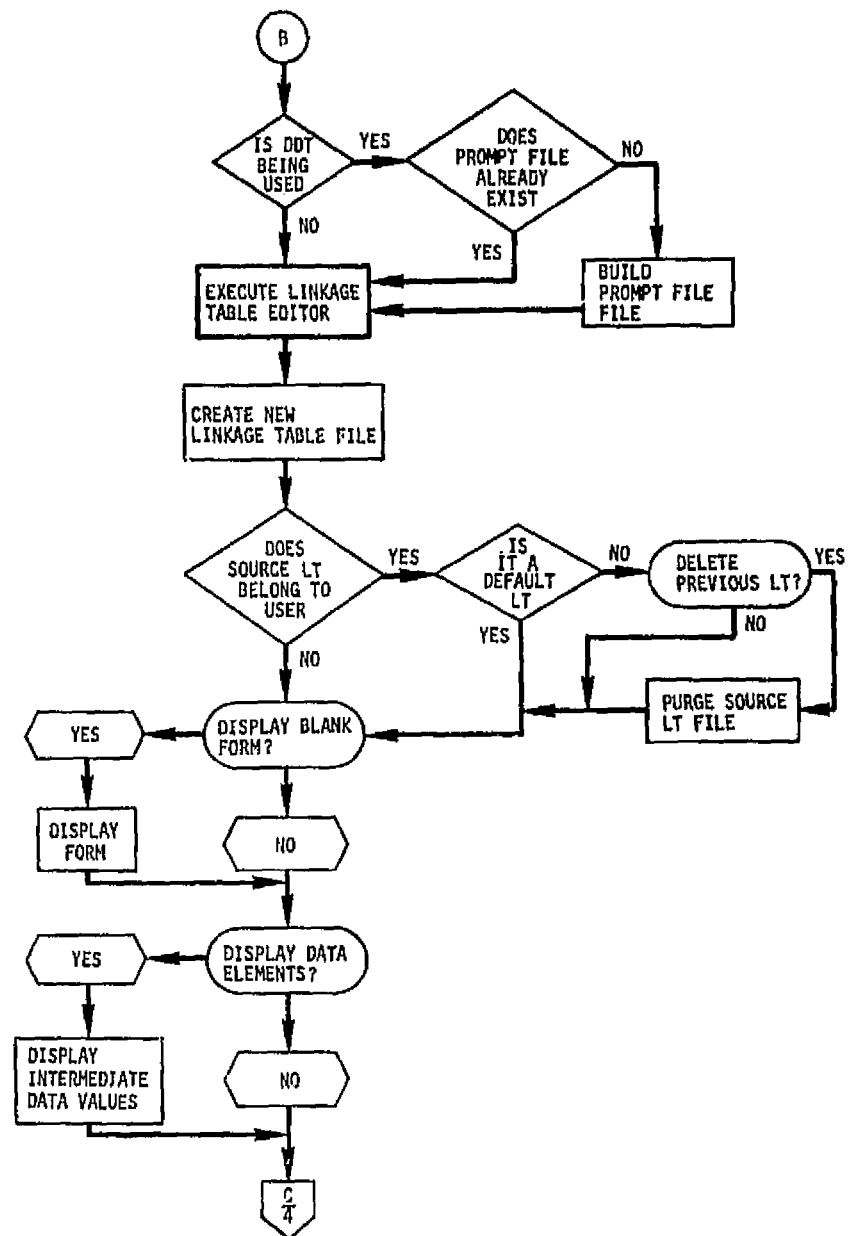 B
IS DDT
BEING
USED
YES
DOES
PROMPT FILE
ALREADY
EXIST
NO
NO
YES
EXECUTE LINKAGE
TABLE EDITOR
BUILD
PROMPT FILE
FILE
CREATE NEW
LINKAGE TABLE FILE
DOES
SOURCE LT
BELONG TO
USER
YES
IS
IT A
DEFAULT
LT
NO
DELETE
PREVIOUS LT?
YES
NO
YES
NO
PURGE SOURCE
LT FILE
YES
DISPLAY BLANK
FORM?
DISPLAY
FORM
NO
YES
DISPLAY DATA
ELEMENTS?
DISPLAY
INTERMEDIATE
DATA VALUES
NO
C
4